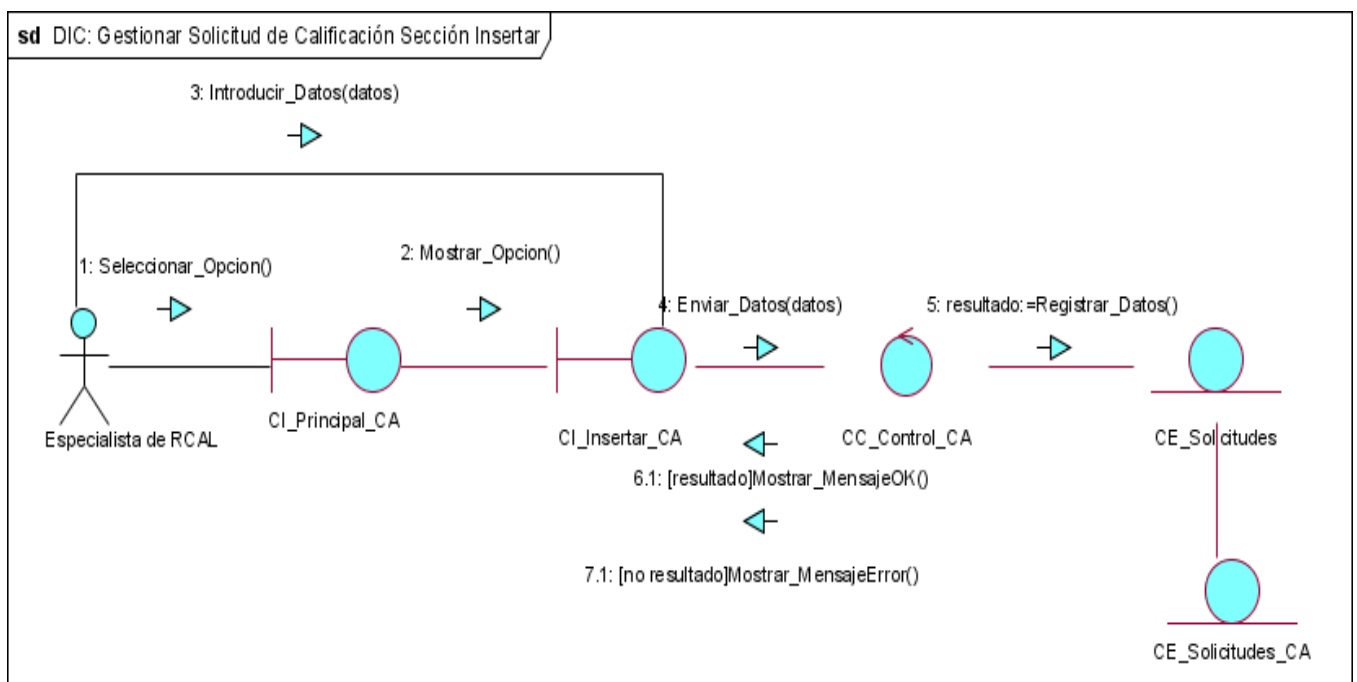 sd DIC: Gestionar Solicitud de Calificación Sección Insertar
3: Introducir_Datos(datos)
1: Seleccionar_Opcion()
2: Mostrar_Opcion()
4: Enviar_Datos(datos)
5: resultado:=Registrar_Datos()
Especialista de RCAL
CI_Principal_CA
CI_Insertar_CA
CC_Control_CA
CE_Solicitudes
6.1: [resultado]Mostrar_MensajeOK()
7.1: [no resultado]Mostrar_MensajeError()
CE_Solicitudes_CA